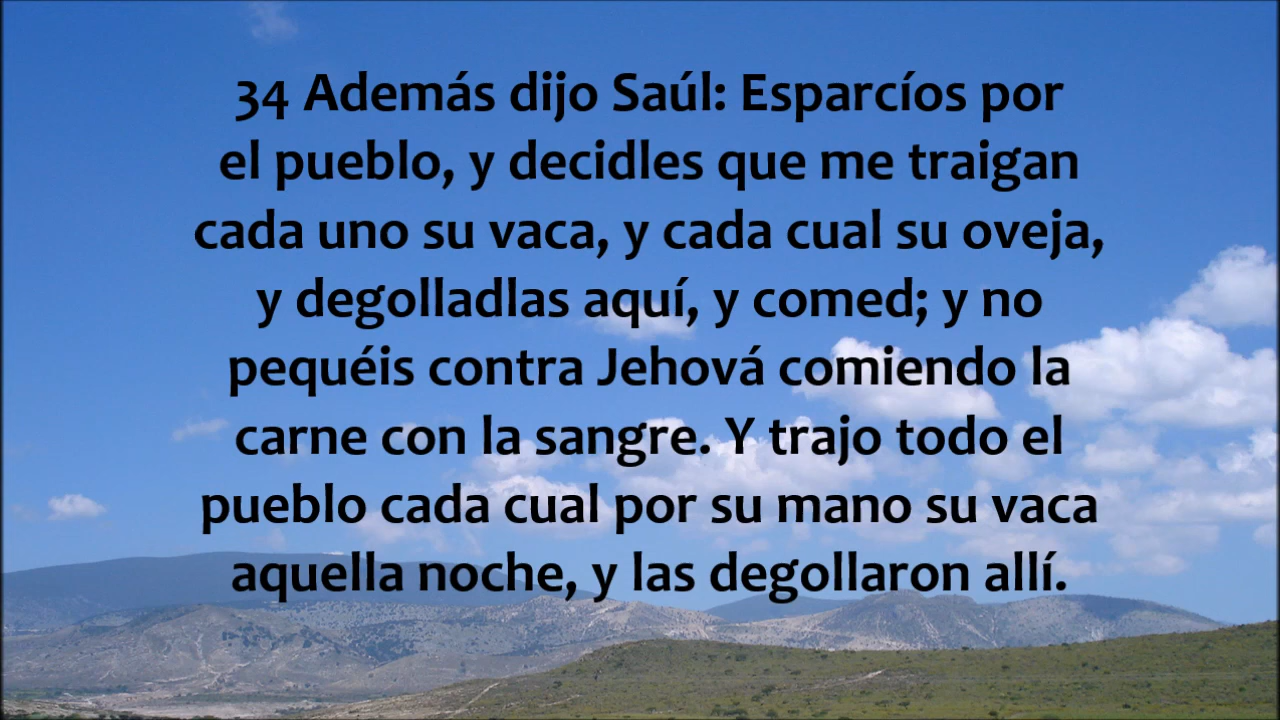 34 Además dijo Saúl: Esparcíos por
el pueblo, y decidles que me traigan
cada uno su vaca, y cada cual su oveja,
y degolladlas aquí, y comed; y no
pequéis contra Jehová comiendo la
carne con la sangre. Y trajo todo el
pueblo cada cual por su mano su vaca
aquella noche, y las degollaron allí.